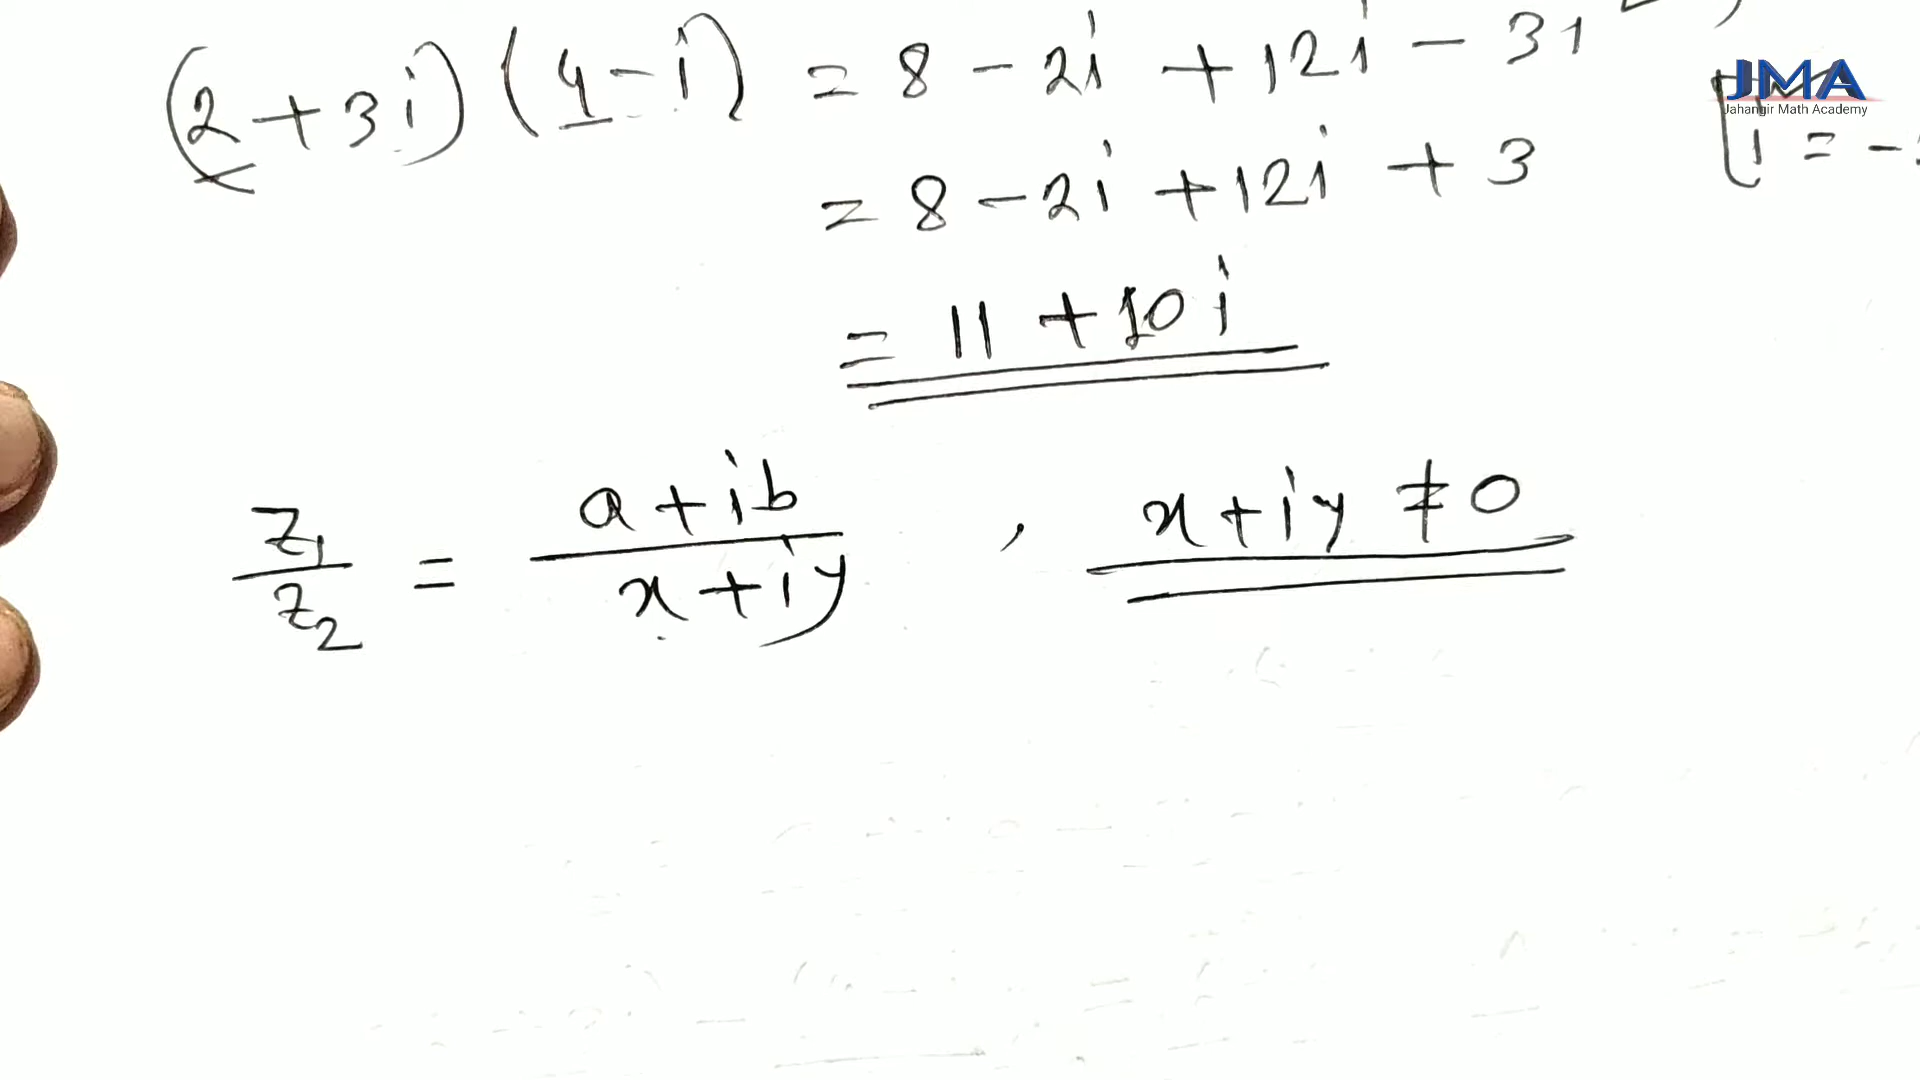 (2+3i)(4-i) = 8 - 2i + 12i - 3i²
= 8 - 2i + 12i + 3
= 11 + 10i
z₁/z₂ = (a+ib)/(x+iy) , x+iy ≠ 0
JMA
Jahangir Math Academy